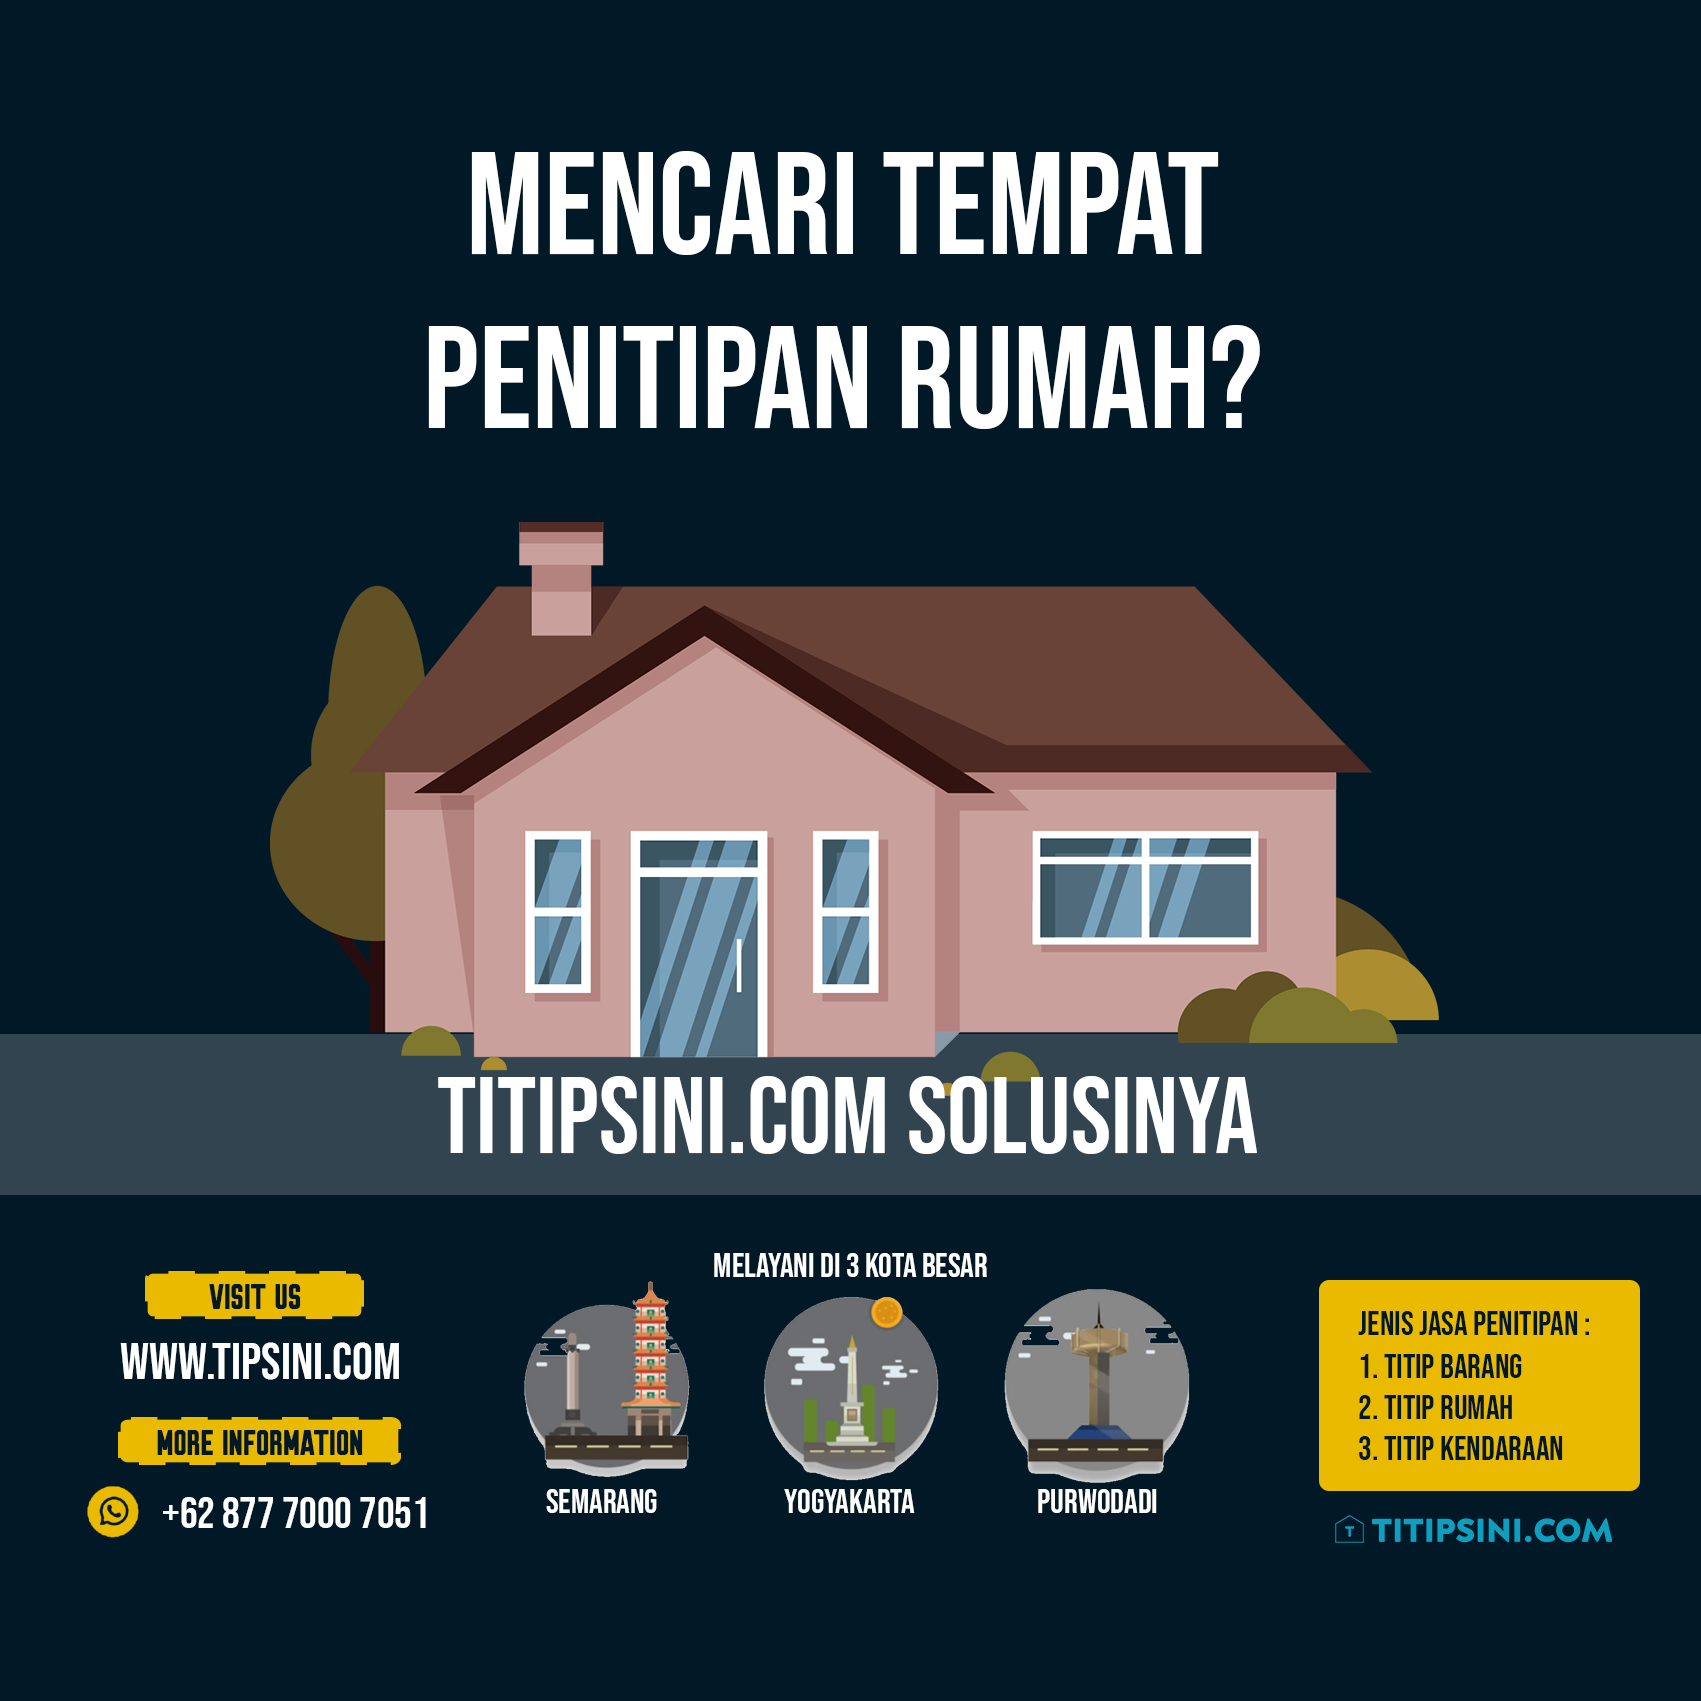 MENCARI TEMPAT
PENITIPAN RUMAH?
TITIPSINI.COM SOLUSINYA
VISIT US
WWW.TIPSINI.COM
MORE INFORMATION
+62 877 7000 7051
MELAYANI DI 3 KOTA BESAR
SEMARANG
YOGYAKARTA
PURWODADI
JENIS JASA PENITIPAN :
1. TITIP BARANG
2. TITIP RUMAH
3. TITIP KENDARAAN
T TITIPSINI.COM